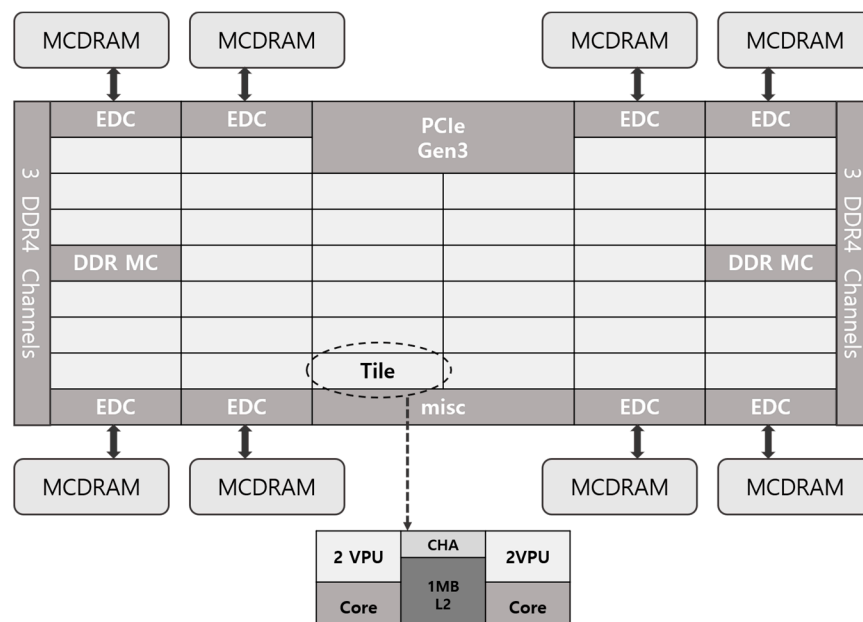 MCDRAM
MCDRAM
MCDRAM
MCDRAM
EDC
EDC
PCIe
Gen3
EDC
EDC
3 DDR4 Channels
3 DDR4 Channels
DDR MC
DDR MC
Tile
EDC
EDC
misc
EDC
EDC
MCDRAM
MCDRAM
MCDRAM
MCDRAM
2 VPU
CHA
2VPU
1MB
L2
Core
Core